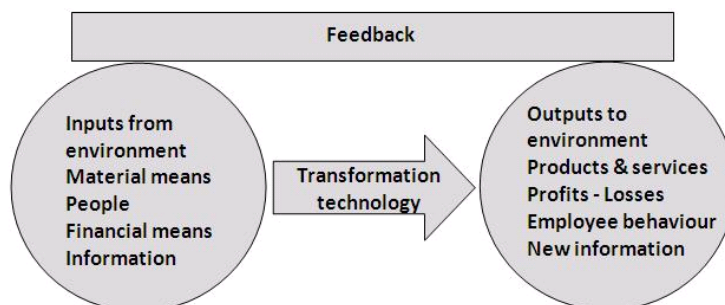 Feedback
Inputs from
environment
Material means
People
Financial means
Information
Transformation
technology
Outputs to
environment
Products & services
Profits - Losses
Employee behaviour
New information